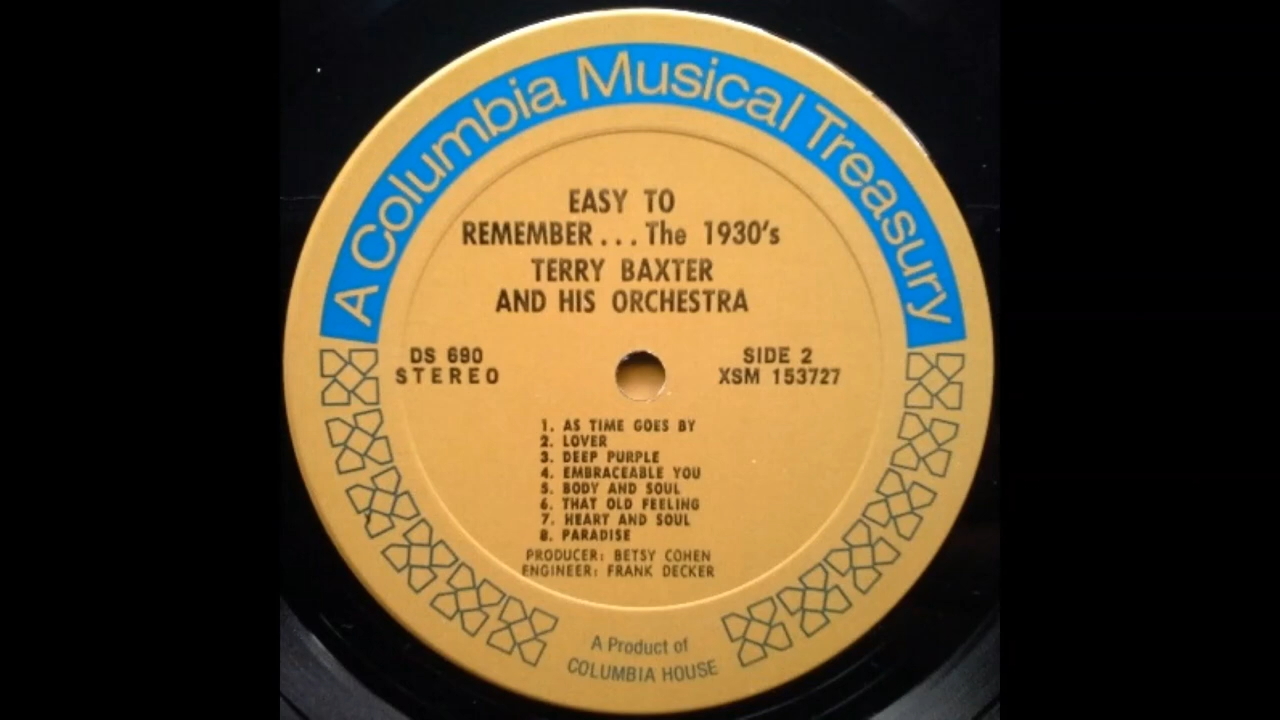 A Columbia Musical Treasury
EASY TO
REMEMBER... The 1930's
TERRY BAXTER
AND HIS ORCHESTRA
DS 690
STEREO
SIDE 2
XSM 153727
1. AS TIME GOES BY
2. LOVER
3. DEEP PURPLE
4. EMBRACEABLE YOU
5. BODY AND SOUL
6. THAT OLD FEELING
7. HEART AND SOUL
8. PARADISE
PRODUCER: BETSY COHEN
ENGINEER: FRANK DECKER
A Product of
COLUMBIA HOUSE